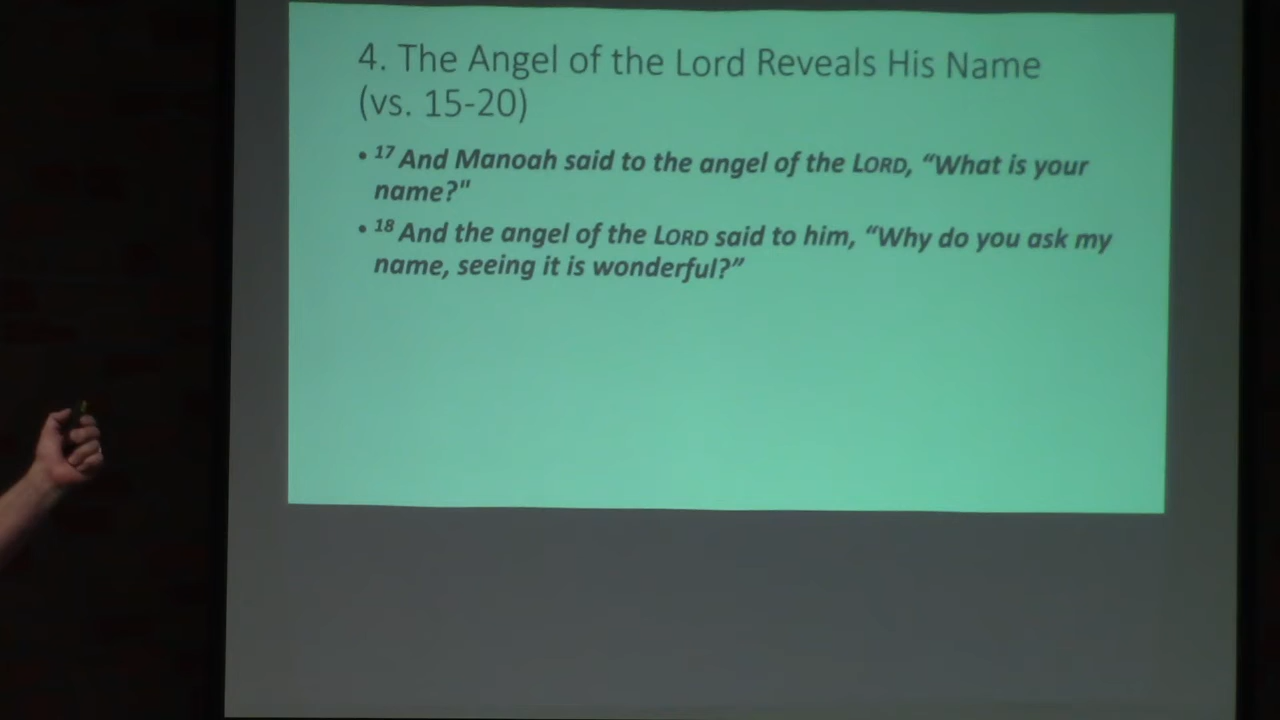 4. The Angel of the Lord Reveals His Name
(vs. 15-20)
• 17 And Manoah said to the angel of the LORD, “What is your
name?"
• 18 And the angel of the LORD said to him, “Why do you ask my
name, seeing it is wonderful?”